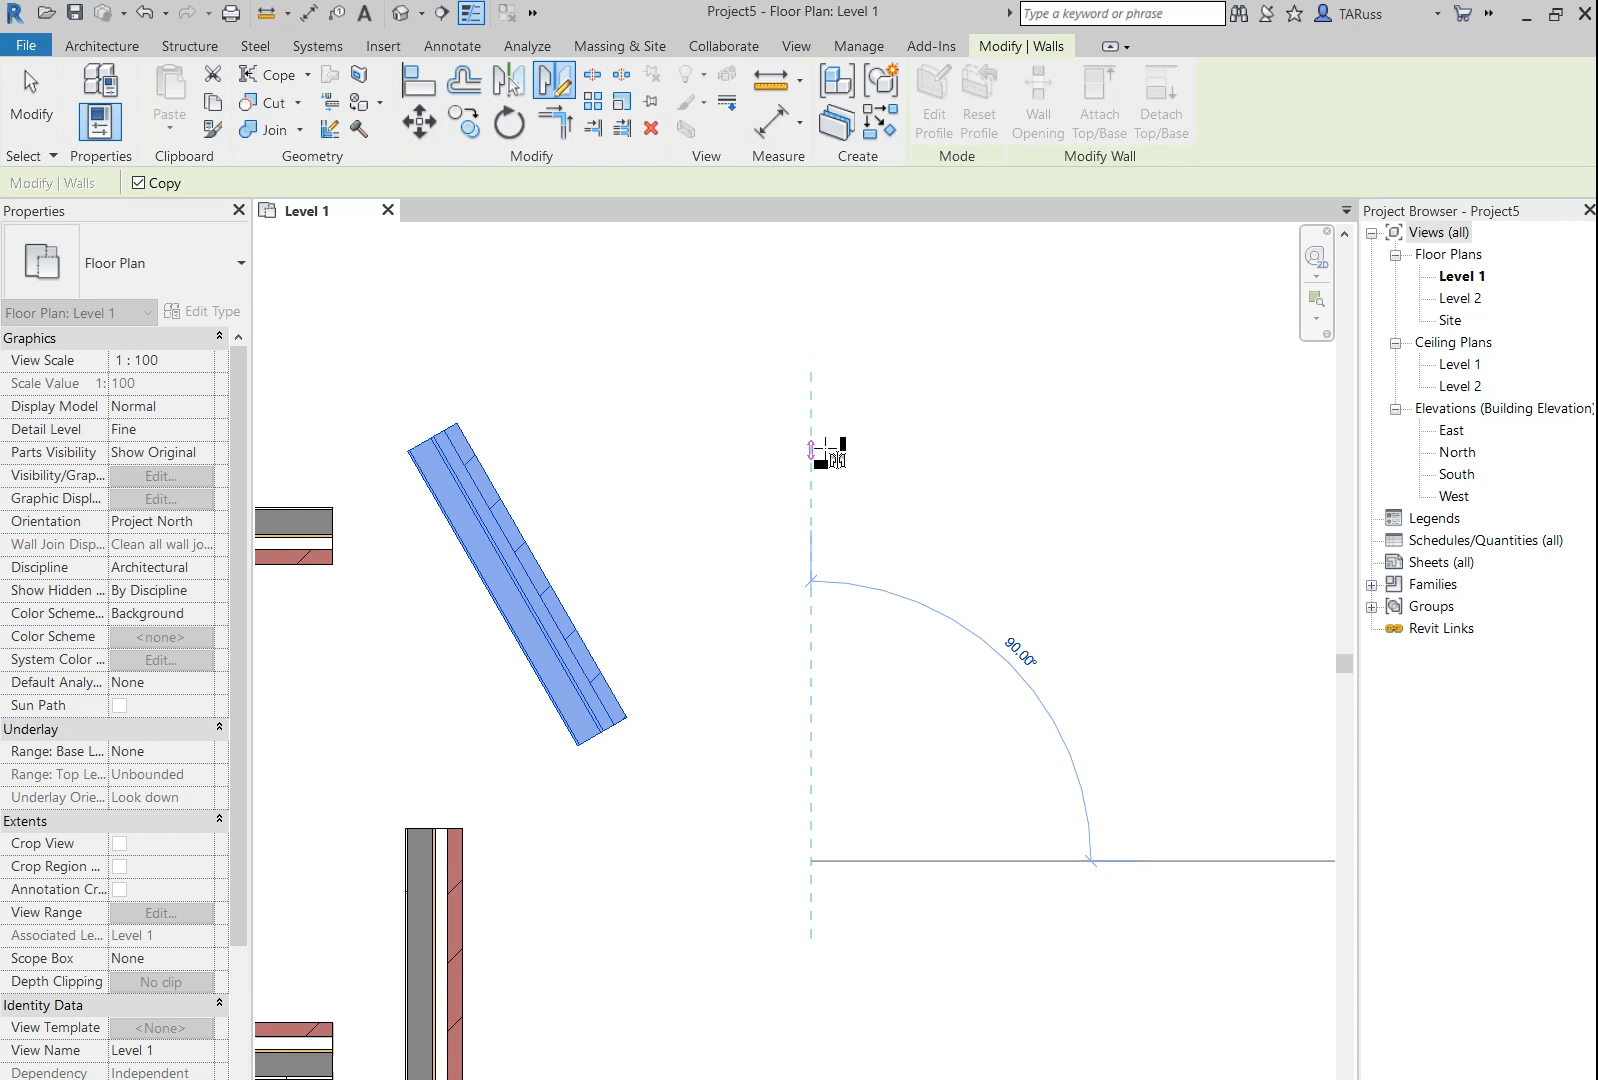 Project5 - Floor Plan: Level 1
Type a keyword or phrase
TARuss
File Architecture Structure Steel Systems Insert Annotate Analyze Massing & Site Collaborate View Manage Add-Ins Modify | Walls
Modify
Paste
Cope
Cut
Join
Edit Profile
Reset Profile
Wall Opening
Attach Top/Base
Detach Top/Base
Select Properties Clipboard Geometry Modify View Measure Create Mode Modify Wall
Modify | Walls Copy
Properties
Level 1
Project Browser - Project5
Floor Plan
Floor Plan: Level 1 Edit Type
Graphics
View Scale 1 : 100
Scale Value 1: 100
Display Model Normal
Detail Level Fine
Parts Visibility Show Original
Visibility/Grap... Edit...
Graphic Displ... Edit...
Orientation Project North
Wall Join Disp... Clean all wall jo...
Discipline Architectural
Show Hidden ... By Discipline
Color Scheme... Background
Color Scheme <none>
System Color ... Edit...
Default Analy... None
Sun Path
Underlay
Range: Base L... None
Range: Top Le... Unbounded
Underlay Orie... Look down
Extents
Crop View
Crop Region ...
Annotation Cr...
View Range Edit...
Associated Le... Level 1
Scope Box None
Depth Clipping No clip
Identity Data
View Template <None>
View Name Level 1
Dependency Independent
2D
90.00°
Views (all)
Floor Plans
Level 1
Level 2
Site
Ceiling Plans
Level 1
Level 2
Elevations (Building Elevation)
East
North
South
West
Legends
Schedules/Quantities (all)
Sheets (all)
Families
Groups
Revit Links